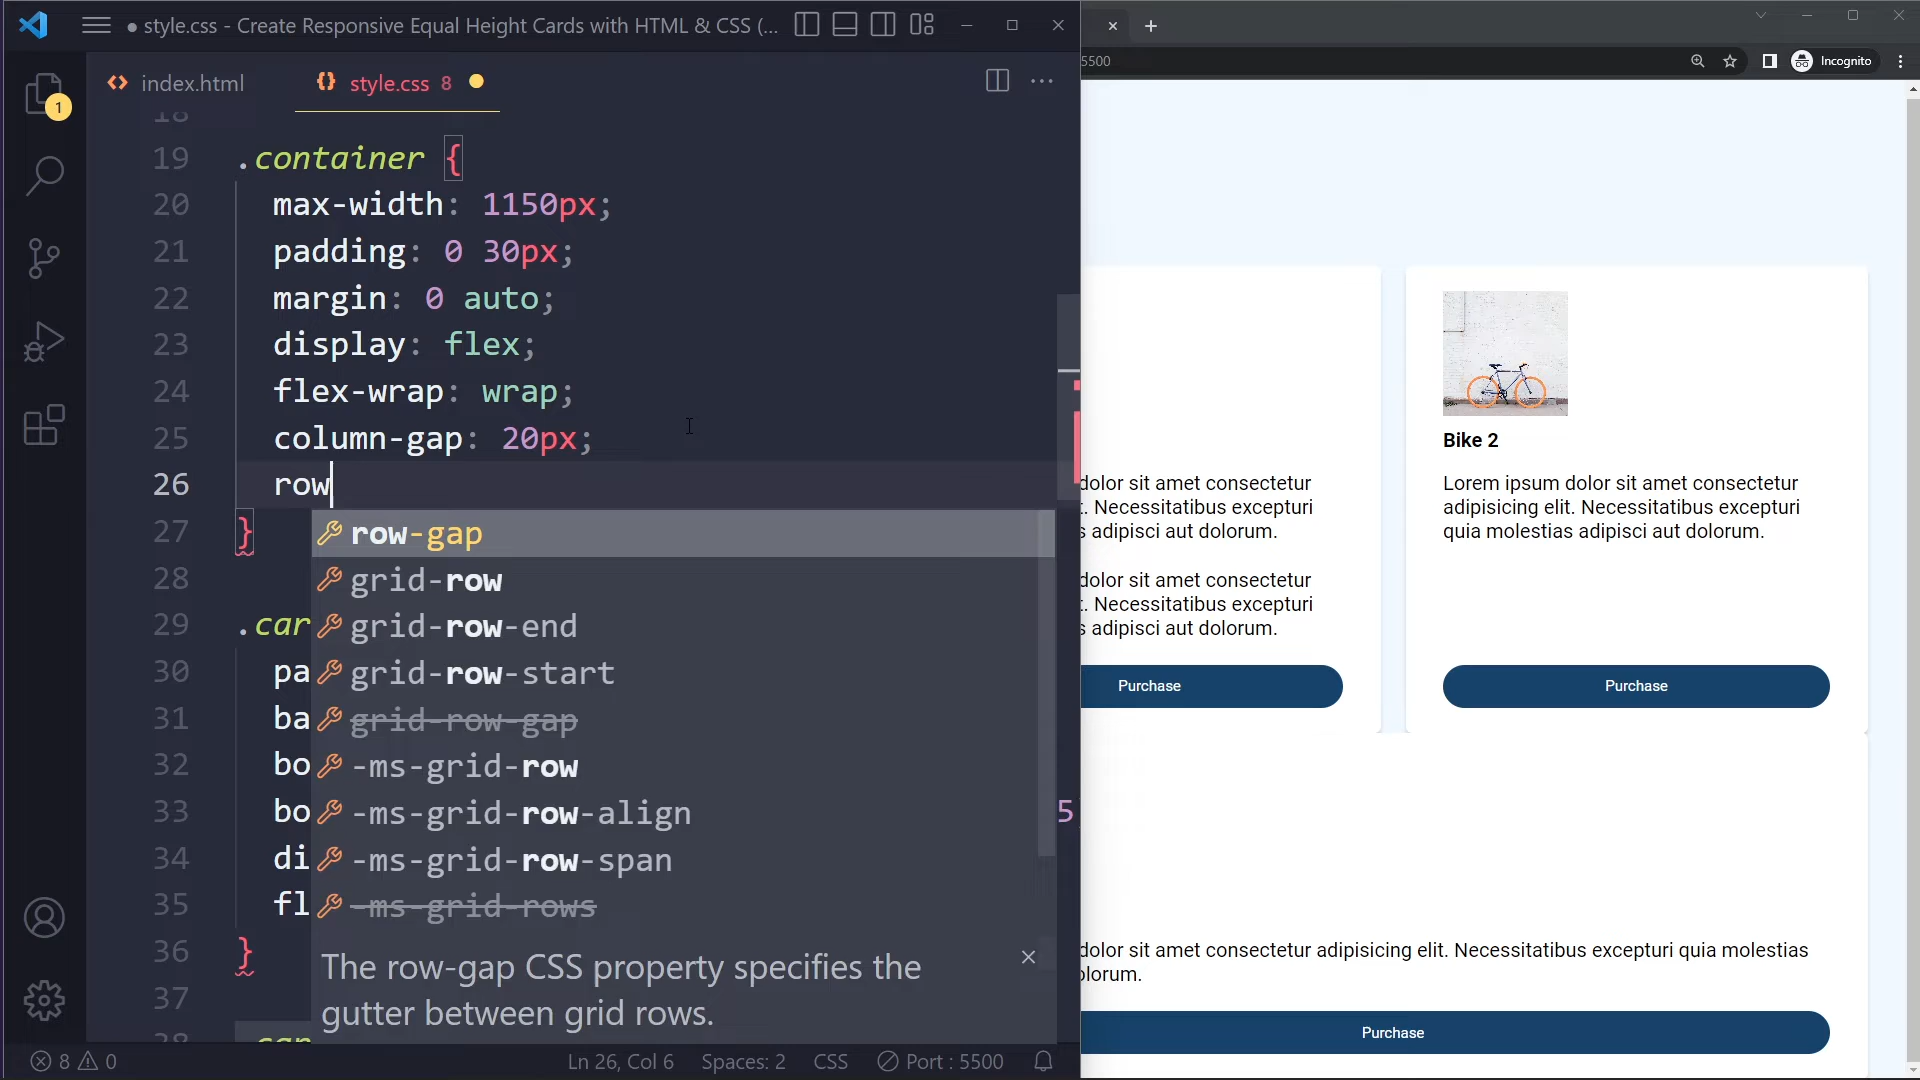 style.css - Create Responsive Equal Height Cards with HTML & CSS (...
5500
Incognito
1
index.html
style.css 8
18
19 .container {
20 max-width: 1150px;
21 padding: 0 30px;
22 margin: 0 auto;
23 display: flex;
24 flex-wrap: wrap;
25 column-gap: 20px;
26 row
27 }
28
29 .car
30 pa
31 ba
32 bo
33 bo
5
34 di
35 fl
36 }
37
38
row-gap
grid-row
grid-row-end
grid-row-start
grid-row-gap
-ms-grid-row
-ms-grid-row-align
-ms-grid-row-span
-ms-grid-rows
The row-gap CSS property specifies the
gutter between grid rows.
8 0
Ln 26, Col 6
Spaces: 2
CSS
Port : 5500
dolor sit amet consectetur
. Necessitatibus excepturi
s adipisci aut dolorum.
dolor sit amet consectetur
. Necessitatibus excepturi
s adipisci aut dolorum.
Purchase
Bike 2
Lorem ipsum dolor sit amet consectetur
adipisicing elit. Necessitatibus excepturi
quia molestias adipisci aut dolorum.
Purchase
dolor sit amet consectetur adipisicing elit. Necessitatibus excepturi quia molestias
olorum.
Purchase